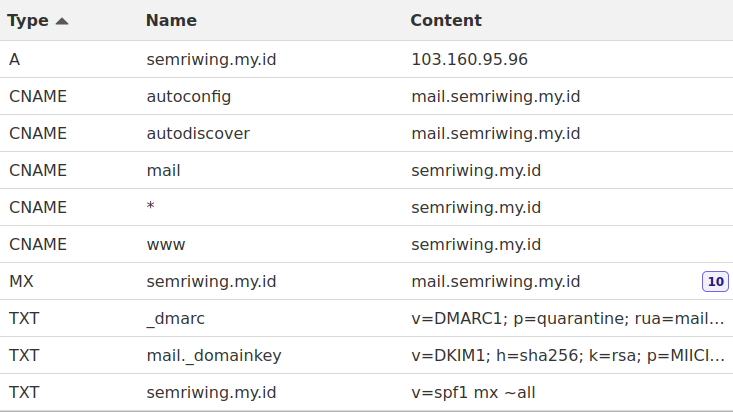 Type Name Content
A semriwing.my.id 103.160.95.96
CNAME autoconfig mail.semriwing.my.id
CNAME autodiscover mail.semriwing.my.id
CNAME mail semriwing.my.id
CNAME * semriwing.my.id
CNAME www semriwing.my.id
MX semriwing.my.id mail.semriwing.my.id 10
TXT _dmarc v=DMARC1; p=quarantine; rua=mail...
TXT mail._domainkey v=DKIM1; h=sha256; k=rsa; p=MIICI...
TXT semriwing.my.id v=spf1 mx ~all